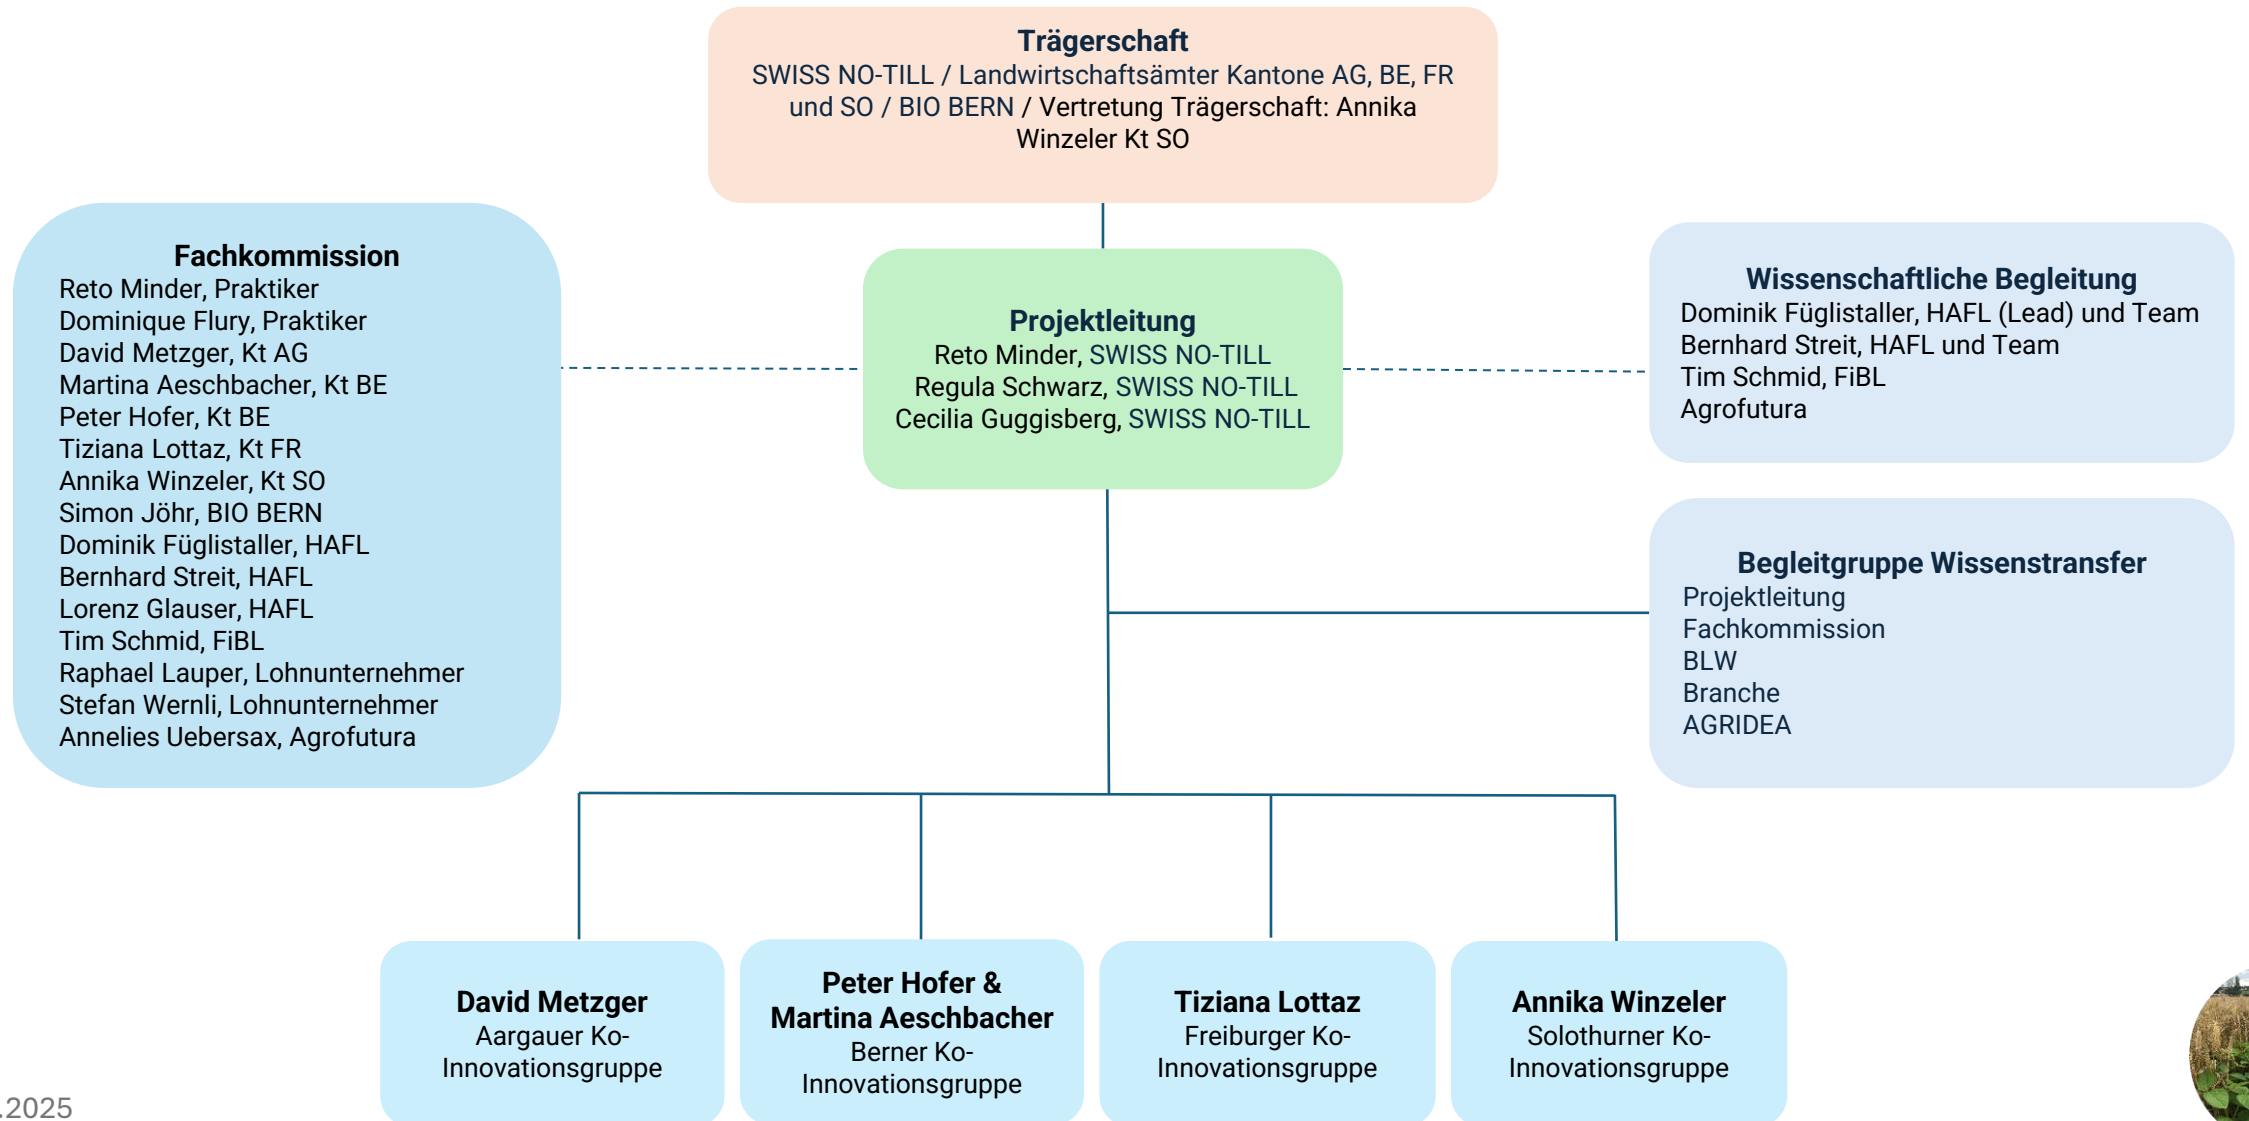 Trägerschaft
SWISS NO-TILL / Landwirtschaftsämter Kantone AG, BE, FR
und SO / BIO BERN / Vertretung Trägerschaft: Annika
Winzeler Kt SO
Fachkommission
Reto Minder, Praktiker
Dominique Flury, Praktiker
David Metzger, Kt AG
Martina Aeschbacher, Kt BE
Peter Hofer, Kt BE
Tiziana Lottaz, Kt FR
Annika Winzeler, Kt SO
Simon Jöhr, BIO BERN
Dominik Füglistaller, HAFL
Bernhard Streit, HAFL
Lorenz Glauser, HAFL
Tim Schmid, FiBL
Raphael Lauper, Lohnunternehmer
Stefan Wernli, Lohnunternehmer
Annelies Uebersax, Agrofutura
Projektleitung
Reto Minder, SWISS NO-TILL
Regula Schwarz, SWISS NO-TILL
Cecilia Guggisberg, SWISS NO-TILL
Wissenschaftliche Begleitung
Dominik Füglistaller, HAFL (Lead) und Team
Bernhard Streit, HAFL und Team
Tim Schmid, FiBL
Agrofutura
Begleitgruppe Wissenstransfer
Projektleitung
Fachkommission
BLW
Branche
AGRIDEA
David Metzger
Aargauer Ko-
Innovationsgruppe
Peter Hofer &
Martina Aeschbacher
Berner Ko-
Innovationsgruppe
Tiziana Lottaz
Freiburger Ko-
Innovationsgruppe
Annika Winzeler
Solothurner Ko-
Innovationsgruppe
.2025